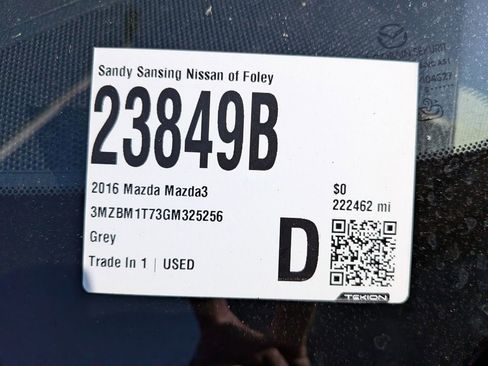 Sandy Sansing Nissan of Foley
23849B
2016 Mazda Mazda3
$0
3MZBM1T73GM325256
222462 mi
Grey
Trade In 1 | USED
D
TEKION